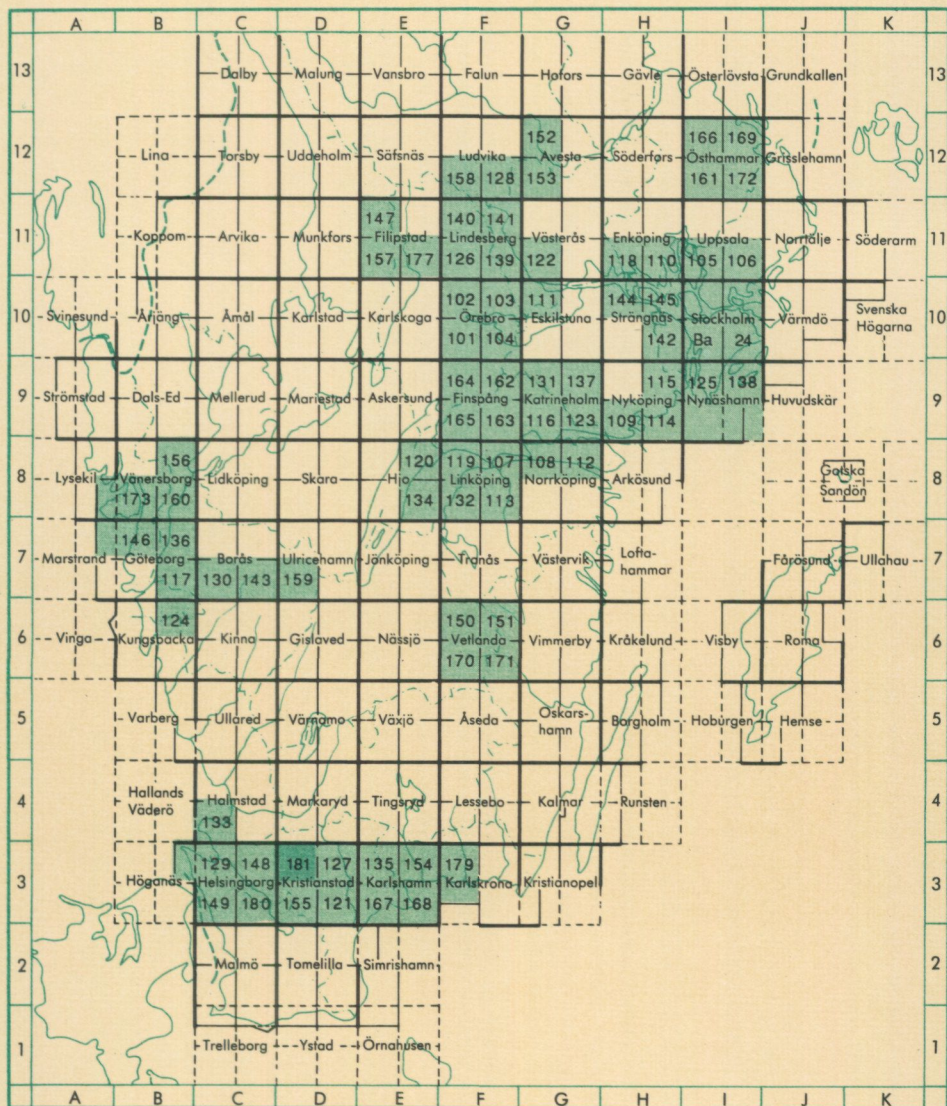 A B C D E F G H I J K
13 Dalby Malung Vansbro Falun Hofors Gävle Österlövsta Grundkallen 13
152 166 169
12 Lina Torsby Uddeholm Säfsnäs Ludvika Avesta Söderfors Östhammar Grisslehamn 12
158 128 153 161 172
147 140 141
11 Koppom Arvika Munkfors Filipstad Lindesberg Västerås Enköping Uppsala Norrtälje Söderarm 11
157 177 126 139 122 118 110 105 106
102 103 111 144 145
10 Svinesund Årjäng Åmål Karlstad Karlskoga Örebro Eskilstuna Strängnäs Stockholm Värmdö Svenska Högarna 10
101 104 142 Ba 24
164 162 131 137 115 125 138
9 Strömstad Dals-Ed Mellerud Mariestad Askersund Finspång Katrineholm Nyköping Nynäshamn Huvudskär 9
165 163 116 123 109 114
156 120 119 107 108 112
8 Lysekil Vänersborg Lidköping Skara Hjo Linköping Norrköping Arkösund Gotska Sandön 8
173 160 134 132 113
146 136
7 Marstrand Göteborg Borås Ulricehamn Jönköping Tranås Västervik Lofta-hammar Fårösund Ullahau 7
117 130 143 159
124 150 151
6 Vinga Kungsbacka Kinna Gislaved Nässjö Vetlanda Vimmerby Kråkelund Visby Roma 6
170 171
5 Varberg Ullared Värnamo Växjö Åseda Oskars-hamn Borgholm Hoburgen Hemse 5
4 Hallands Väderö Halmstad Markaryd Tingsryd Lessebo Kalmar Runsten 4
133
129 148 181 127 135 154 179
3 Höganäs Helsingborg Kristianstad Karlshamn Karlskrona Kristianopel 3
149 180 155 121 167 168
2 Malmö Tomelilla Simrishamn 2
1 Trelleborg Ystad Örnahusen 1
A B C D E F G H I J K